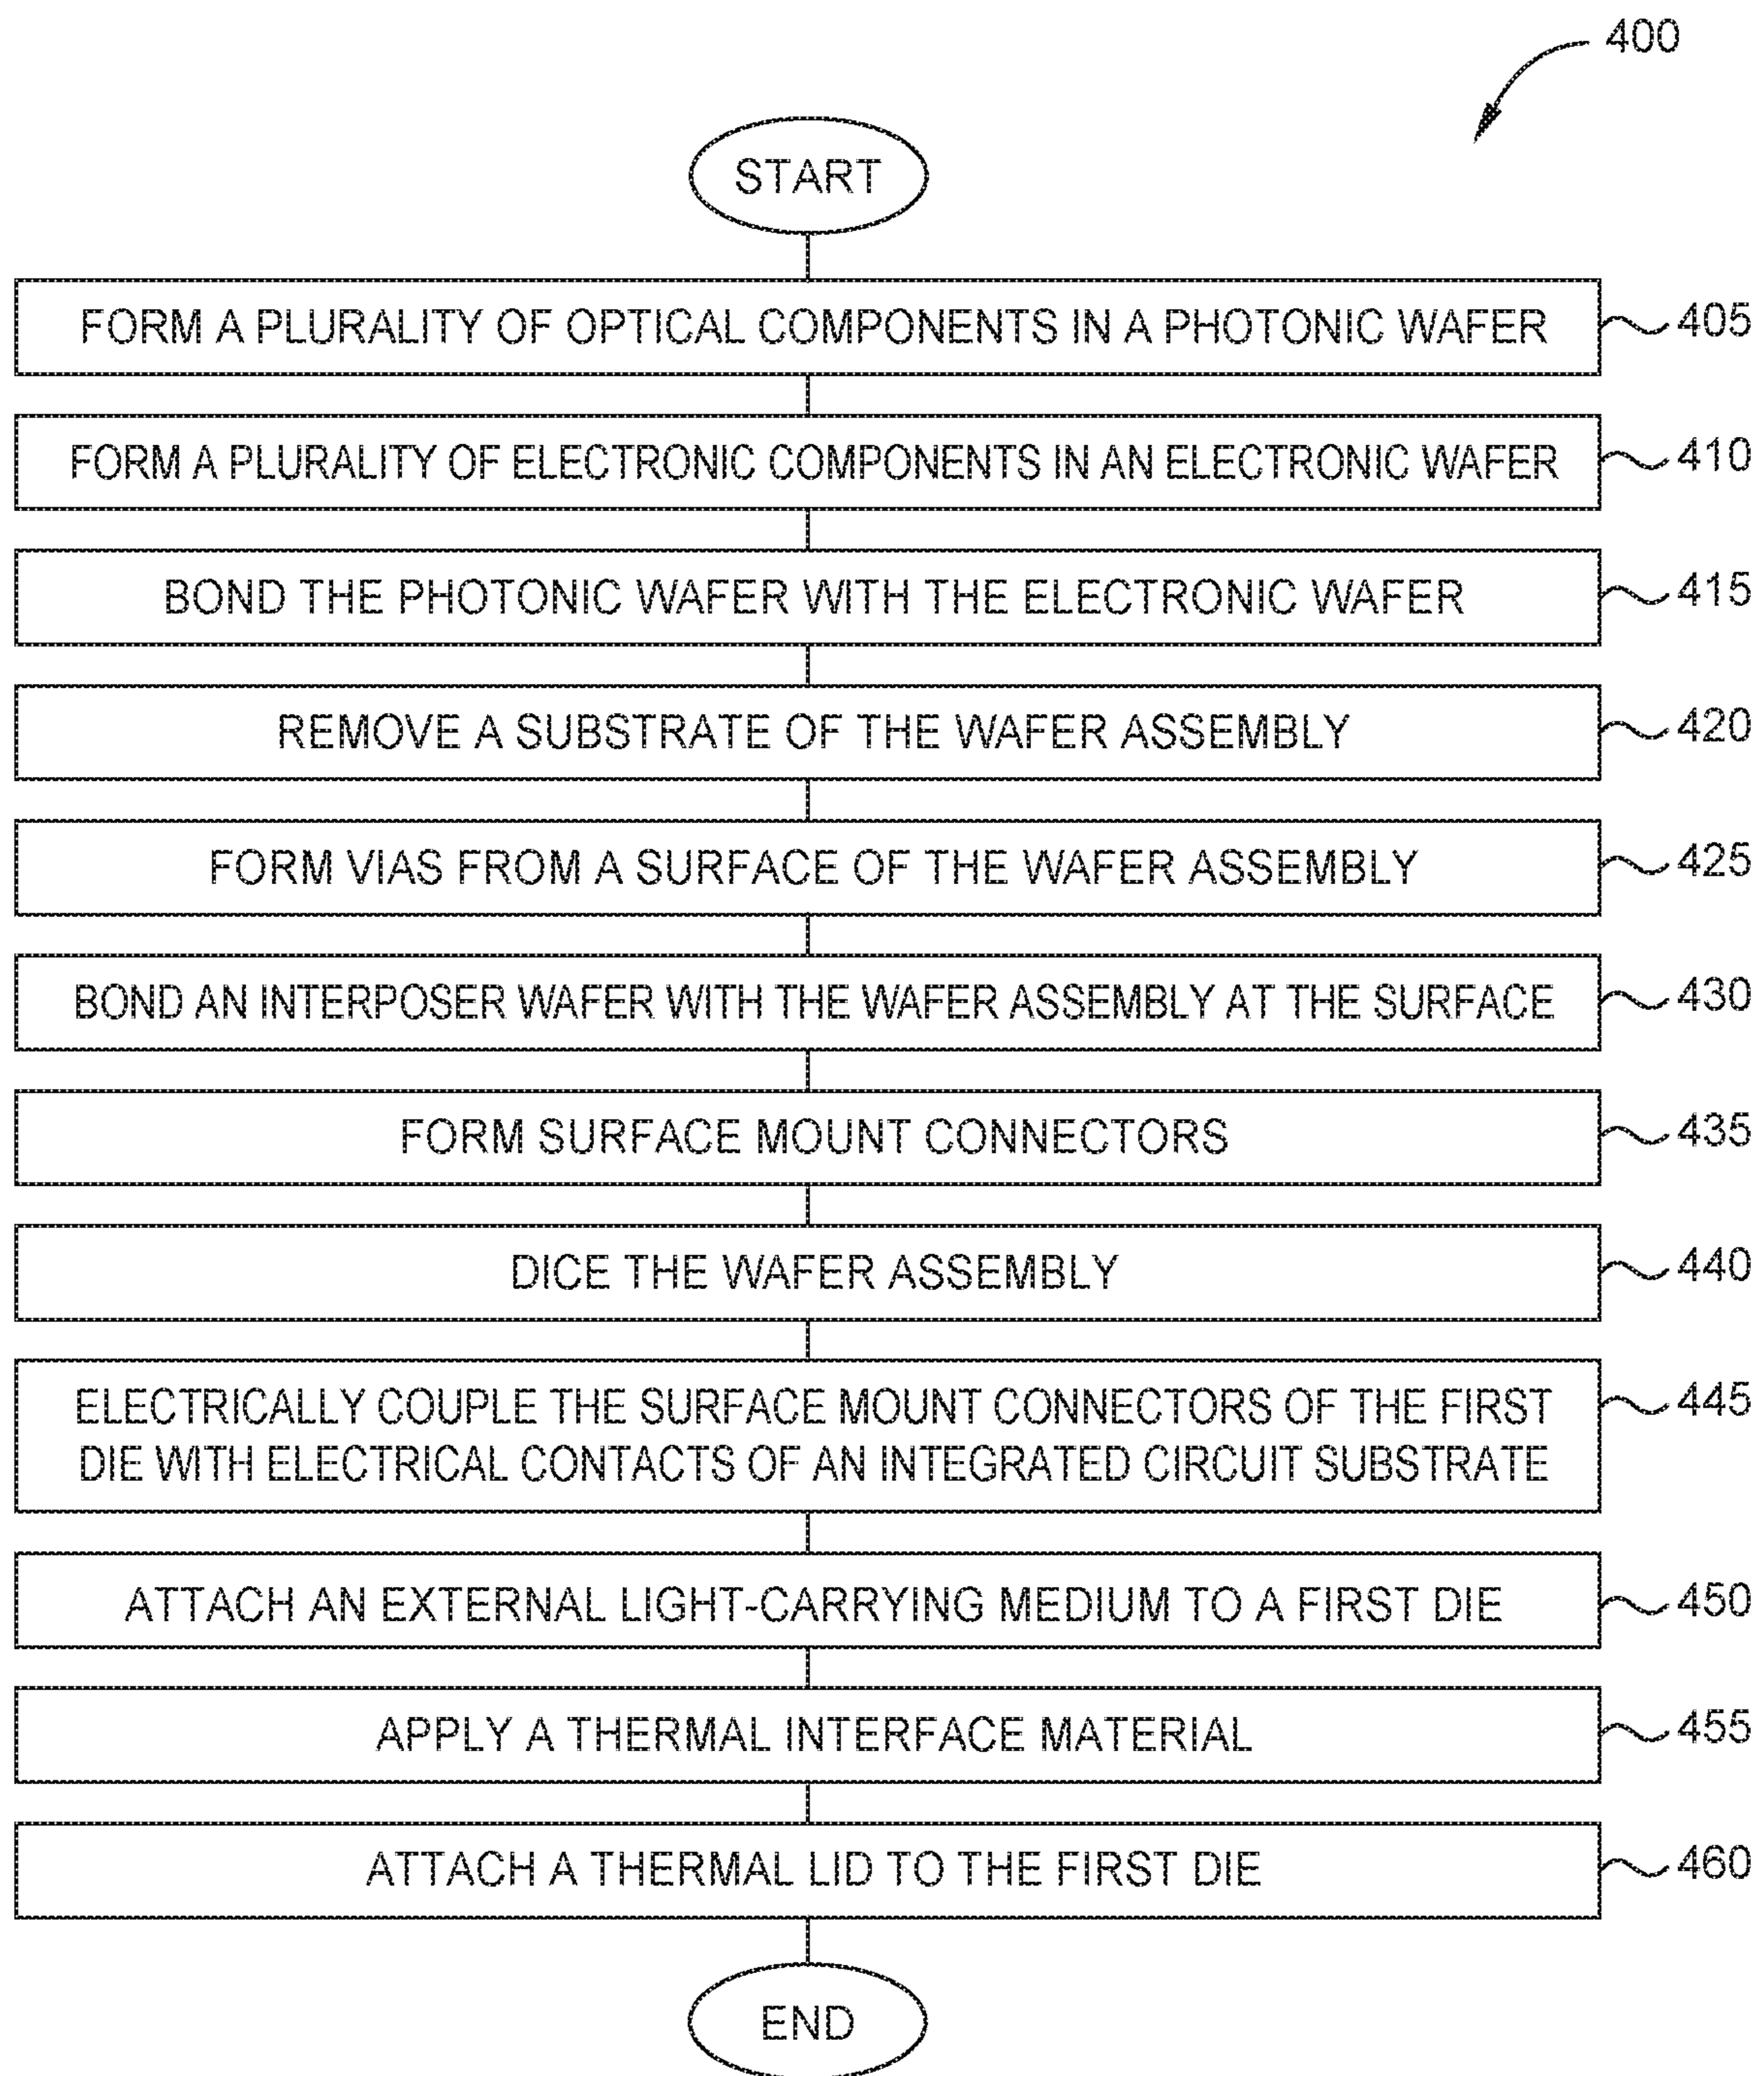 400
START
FORM A PLURALITY OF OPTICAL COMPONENTS IN A PHOTONIC WAFER 405
FORM A PLURALITY OF ELECTRONIC COMPONENTS IN AN ELECTRONIC WAFER 410
BOND THE PHOTONIC WAFER WITH THE ELECTRONIC WAFER 415
REMOVE A SUBSTRATE OF THE WAFER ASSEMBLY 420
FORM VIAS FROM A SURFACE OF THE WAFER ASSEMBLY 425
BOND AN INTERPOSER WAFER WITH THE WAFER ASSEMBLY AT THE SURFACE 430
FORM SURFACE MOUNT CONNECTORS 435
DICE THE WAFER ASSEMBLY 440
ELECTRICALLY COUPLE THE SURFACE MOUNT CONNECTORS OF THE FIRST 445
DIE WITH ELECTRICAL CONTACTS OF AN INTEGRATED CIRCUIT SUBSTRATE
ATTACH AN EXTERNAL LIGHT-CARRYING MEDIUM TO A FIRST DIE 450
APPLY A THERMAL INTERFACE MATERIAL 455
ATTACH A THERMAL LID TO THE FIRST DIE 460
END